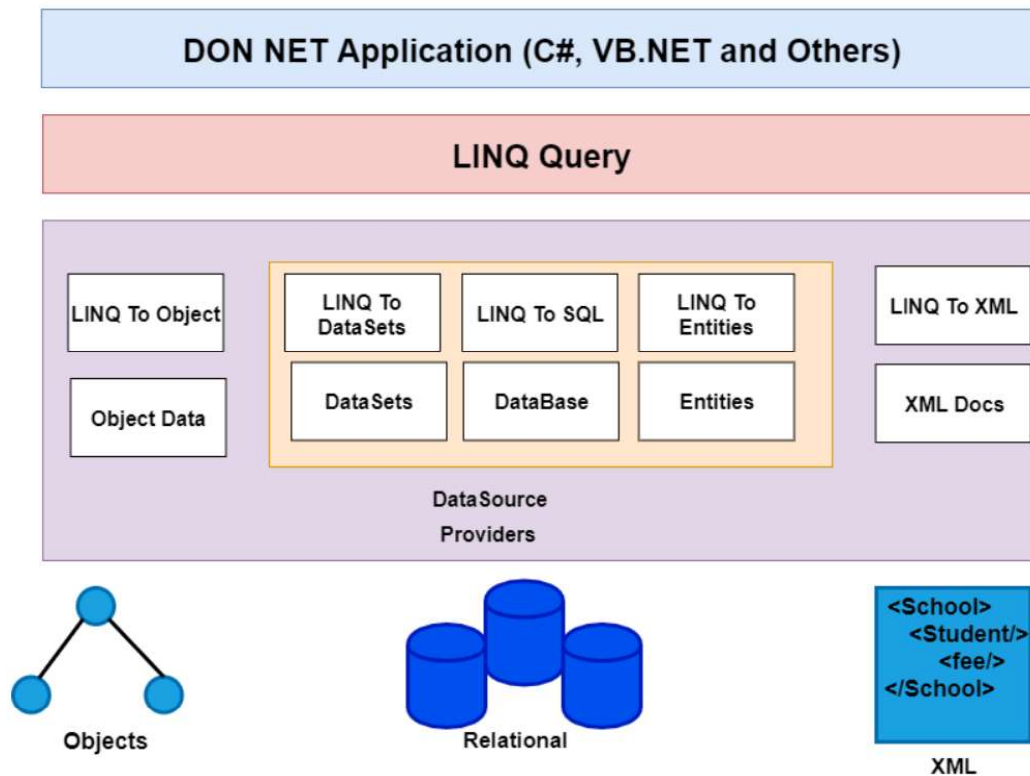 DON NET Application (C#, VB.NET and Others)
LINQ Query
LINQ To Object
LINQ To
DataSets
LINQ To SQL
LINQ To
Entities
LINQ To XML
Object Data
DataSets
DataBase
Entities
XML Docs
DataSource
Providers
<School>
<Student/>
<fee/>
</School>
Objects
Relational
XML